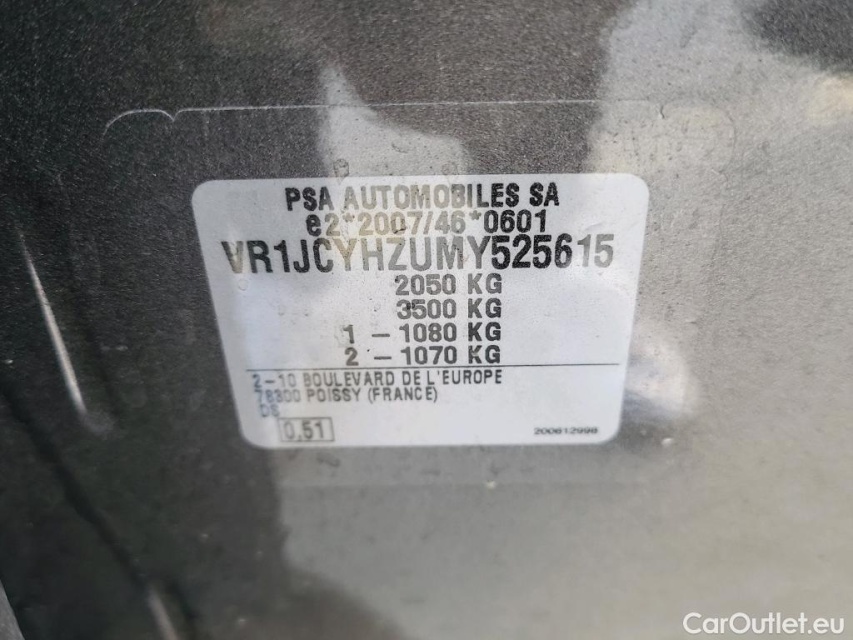 PSA AUTOMOBILES SA
e2*2007/46*0601
VR1JCYHZUMY525615
2050 KG
3500 KG
1 - 1080 KG
2 - 1070 KG
2-10 BOULEVARD DE L'EUROPE
78300 POISSY (FRANCE)
DS
0,51
200612998
CarOutlet.eu